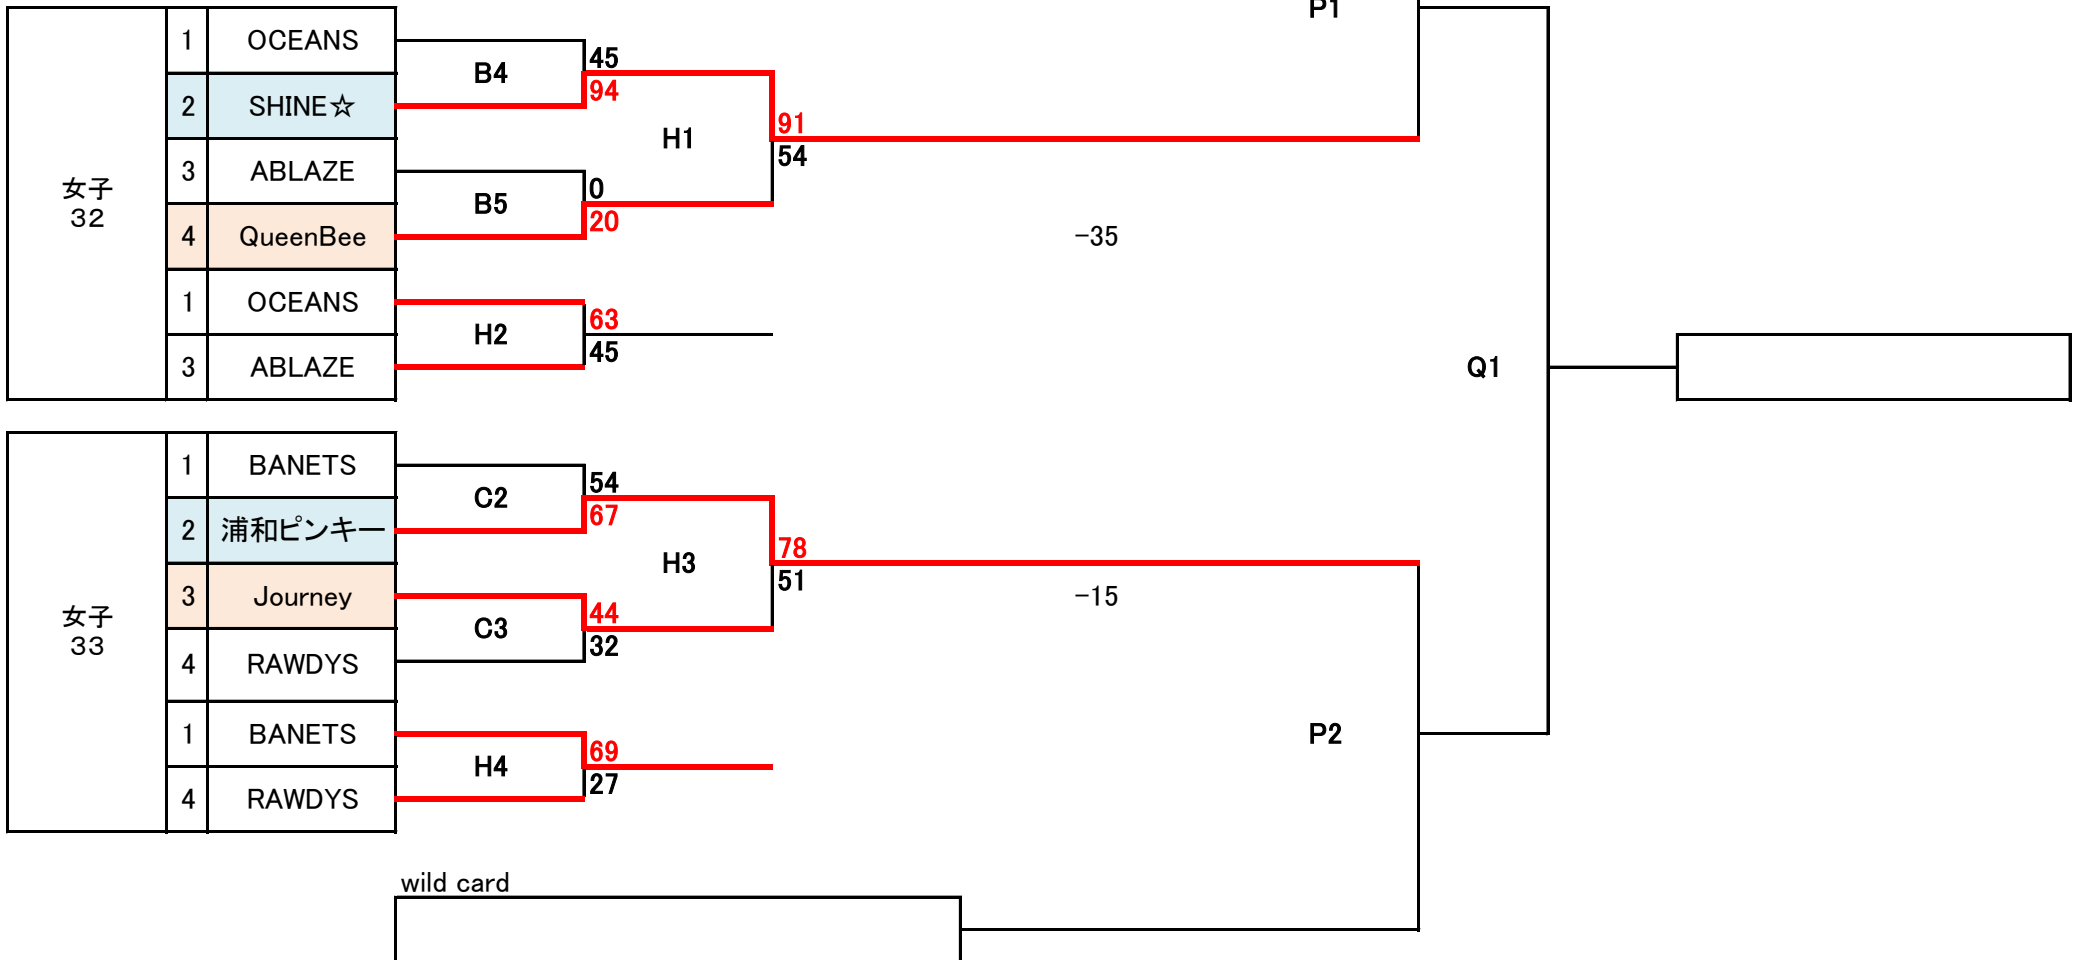 P1
1 OCEANS
B4
45
94
2 SHINE☆
H1
91
54
3 ABLAZE
B5
0
20
女子
32
4 QueenBee
-35
1 OCEANS
H2
63
45
3 ABLAZE
Q1
1 BANETS
C2
54
67
2 浦和ピンキー
H3
78
51
3 Journey
-15
C3
44
32
女子
33
4 RAWDYS
1 BANETS
P2
H4
69
27
4 RAWDYS
wild card